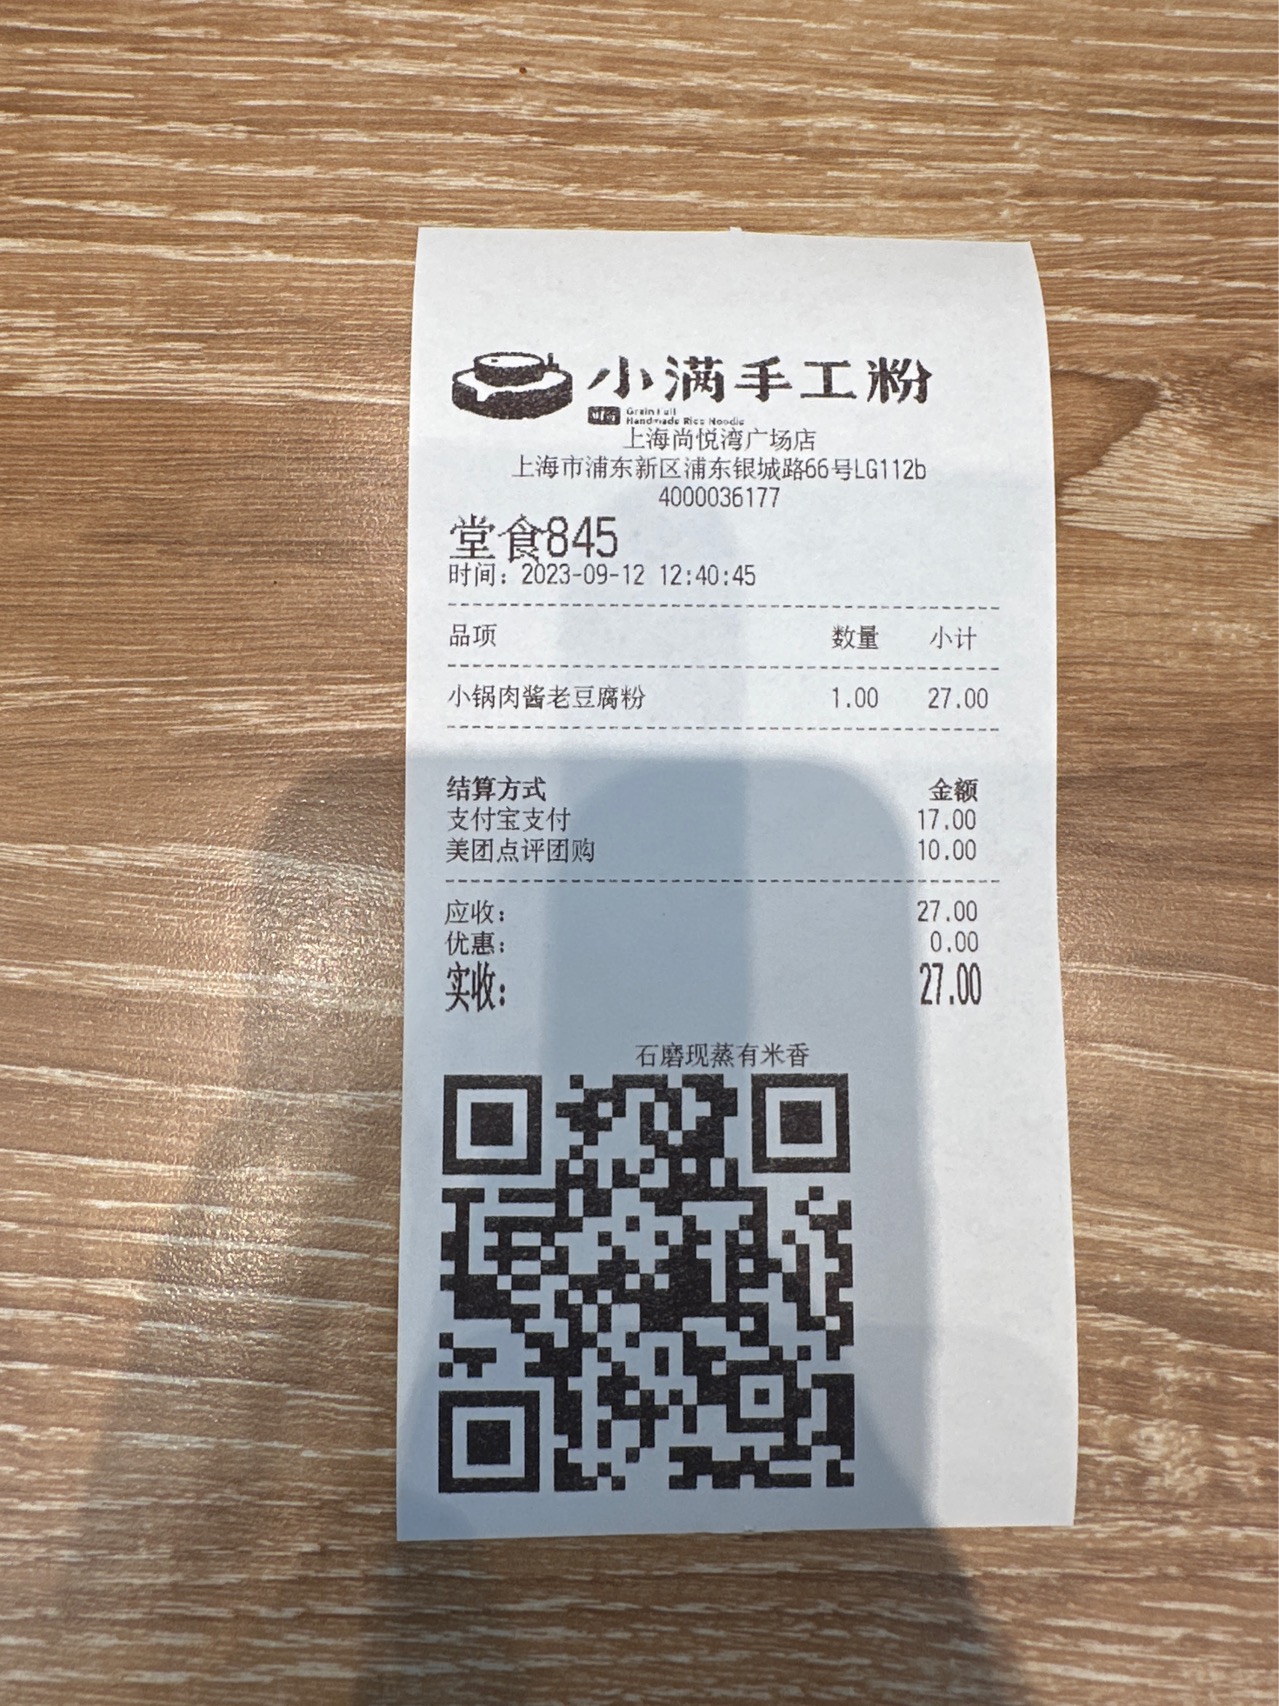 小满手工粉
Grain Full
Handmade Rice Noodle
上海尚悦湾广场店
上海市浦东新区浦东银城路66号LG112b
4000036177
堂食845
时间：2023-09-12 12:40:45
品项 数量 小计
小锅肉酱老豆腐粉 1.00 27.00
结算方式 金额
支付宝支付 17.00
美团点评团购 10.00
应收： 27.00
优惠： 0.00
实收： 27.00
石磨现蒸有米香